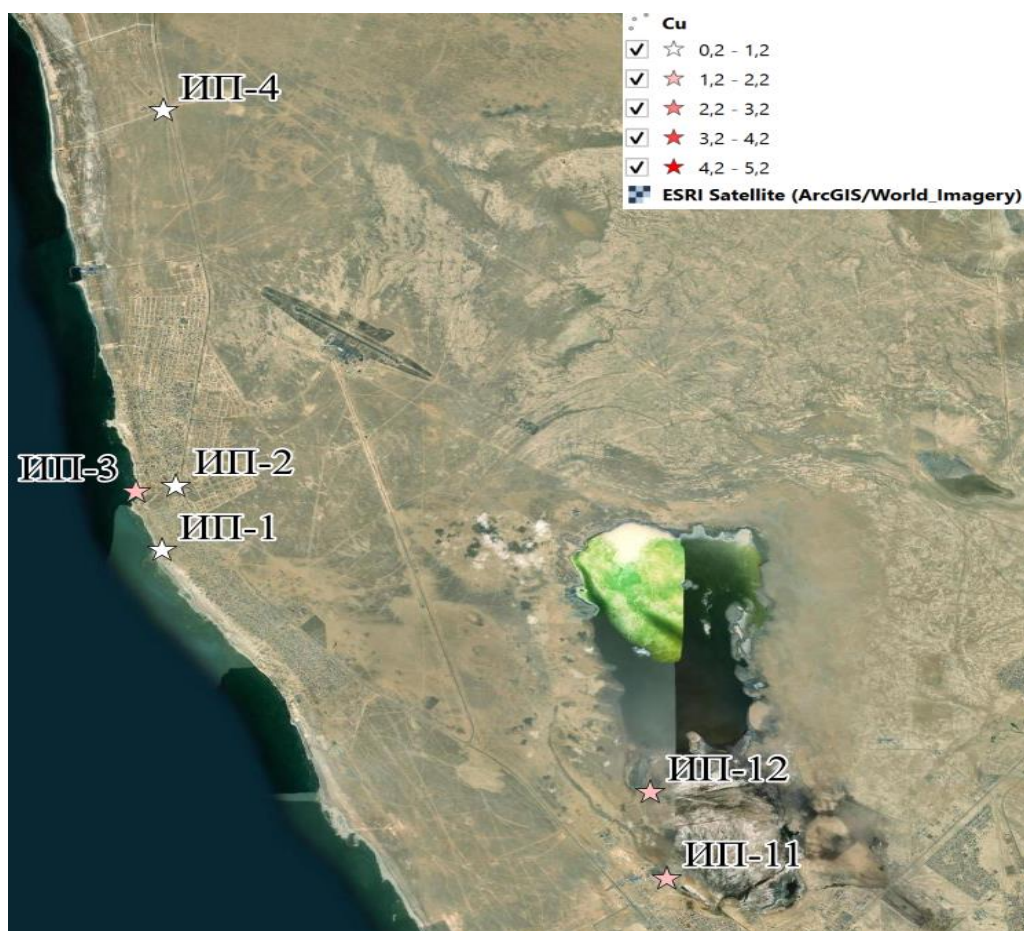 Cu
0,2 - 1,2
1,2 - 2,2
2,2 - 3,2
3,2 - 4,2
4,2 - 5,2
ESRI Satellite (ArcGIS/World_Imagery)
ИП-4
ИП-2
ИП-3
ИП-1
ИП-12
ИП-11